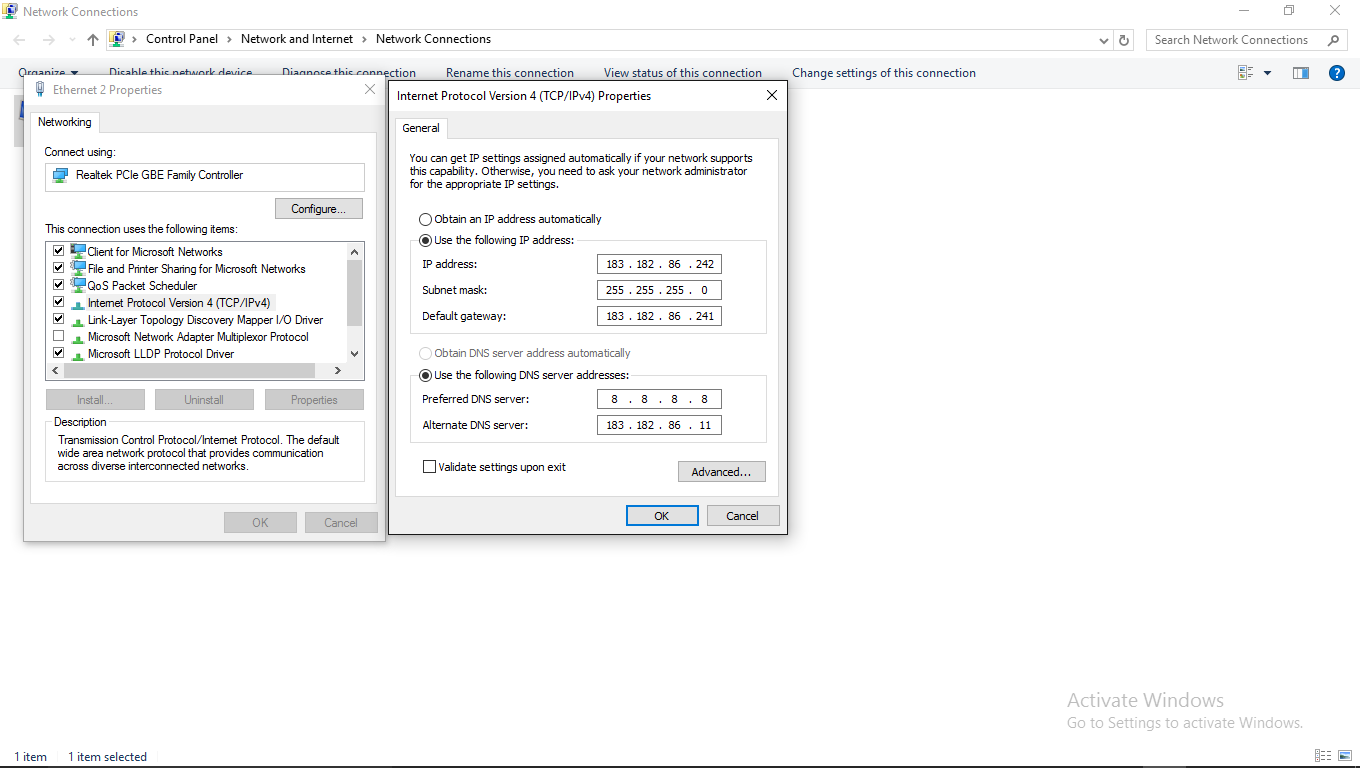 Network Connections
Control Panel > Network and Internet > Network Connections
Search Network Connections
Organize
Disable this network device
Diagnose this connection
Rename this connection
View status of this connection
Change settings of this connection
Ethernet 2 Properties
Networking
Connect using:
Realtek PCIe GBE Family Controller
Configure...
This connection uses the following items:
Client for Microsoft Networks
File and Printer Sharing for Microsoft Networks
QoS Packet Scheduler
Internet Protocol Version 4 (TCP/IPv4)
Link-Layer Topology Discovery Mapper I/O Driver
Microsoft Network Adapter Multiplexor Protocol
Microsoft LLDP Protocol Driver
Install...
Uninstall
Properties
Description
Transmission Control Protocol/Internet Protocol. The default
wide area network protocol that provides communication
across diverse interconnected networks.
OK
Cancel
Internet Protocol Version 4 (TCP/IPv4) Properties
General
You can get IP settings assigned automatically if your network supports
this capability. Otherwise, you need to ask your network administrator
for the appropriate IP settings.
Obtain an IP address automatically
Use the following IP address:
IP address: 183 . 182 . 86 . 242
Subnet mask: 255 . 255 . 255 . 0
Default gateway: 183 . 182 . 86 . 241
Obtain DNS server address automatically
Use the following DNS server addresses:
Preferred DNS server: 8 . 8 . 8 . 8
Alternate DNS server: 183 . 182 . 86 . 11
Validate settings upon exit
Advanced...
OK
Cancel
Activate Windows
Go to Settings to activate Windows.
1 item
1 item selected